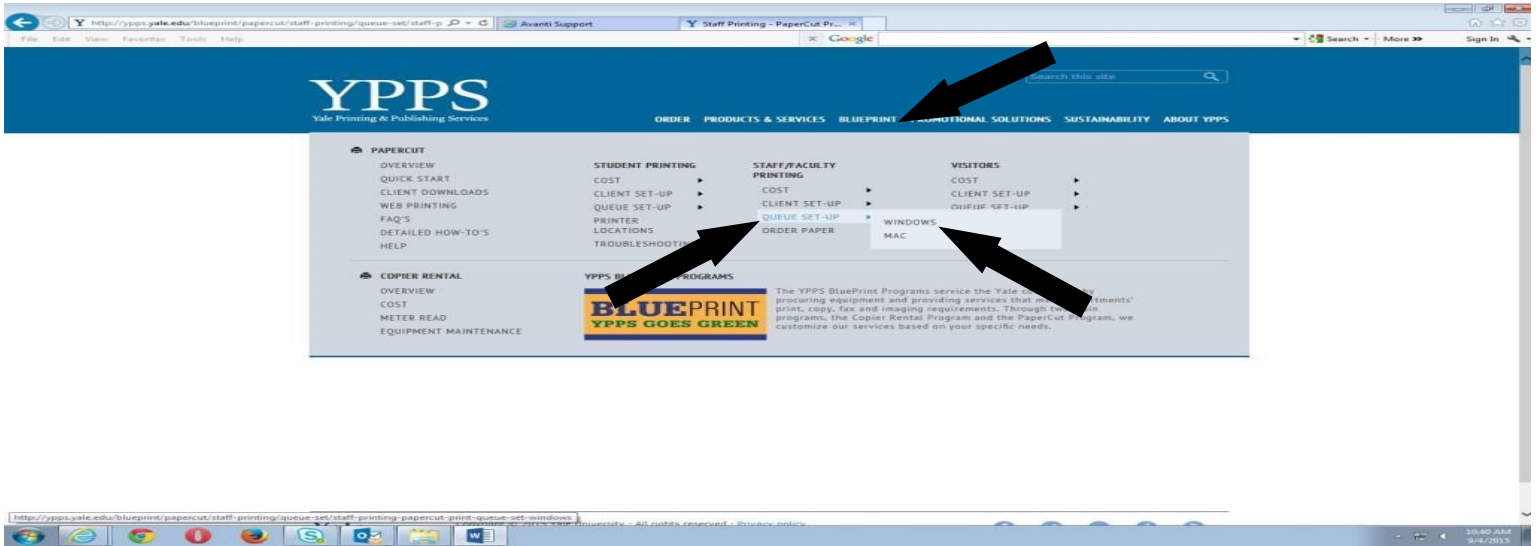 http://ypps.yale.edu/blueprint/papercut/staff-printing/queue-set/staff-p
Avanti Support
Staff Printing - PaperCut Pr...
File Edit View Favorites Tools Help
Google
Search More >>
Sign In
YPPS
Yale Printing & Publishing Services
Search this site
ORDER PRODUCTS & SERVICES BLUEPRINT PROMOTIONAL SOLUTIONS SUSTAINABILITY ABOUT YPPS
PAPERCUT
OVERVIEW
QUICK START
CLIENT DOWNLOADS
WEB PRINTING
FAQ'S
DETAILED HOW-TO'S
HELP
STUDENT PRINTING
COST
CLIENT SET-UP
QUEUE SET-UP
PRINTER
LOCATIONS
TROUBLESHOOTIN
STAFF/FACULTY
PRINTING
COST
CLIENT SET-UP
QUEUE SET-UP
ORDER PAPER
WINDOWS
MAC
VISITORS
COST
CLIENT SET-UP
QUEUE SET-UP
COPIER RENTAL
OVERVIEW
COST
METER READ
EQUIPMENT MAINTENANCE
YPPS PROGRAMS
BLUEPRINT
YPPS GOES GREEN
The YPPS BluePrint Programs service the Yale by
procuring equipment and providing services that
print, copy, fax and imaging requirements. Through
programs, the Copier Rental Program and the PaperCut Program, we
customize our services based on your specific needs.
http://ypps.yale.edu/blueprint/papercut/staff-printing/queue-set/staff-printing-papercut-print-queue-set-windows
University - All rights reserved - Privacy policy
10:40 AM
9/4/2015